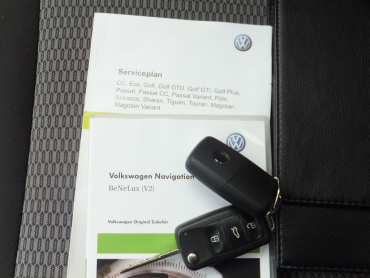 Serviceplan
CC, Eos, Golf, Golf GTD, Golf GTI, Golf Plus,
Passat, Passat CC, Passat Variant, Polo,
Scirocco, Sharan, Tiguan, Touran, Magotan,
Magotan Variant
Volkswagen Navigation
BeNeLux (V2)
Volkswagen Original Zubehör